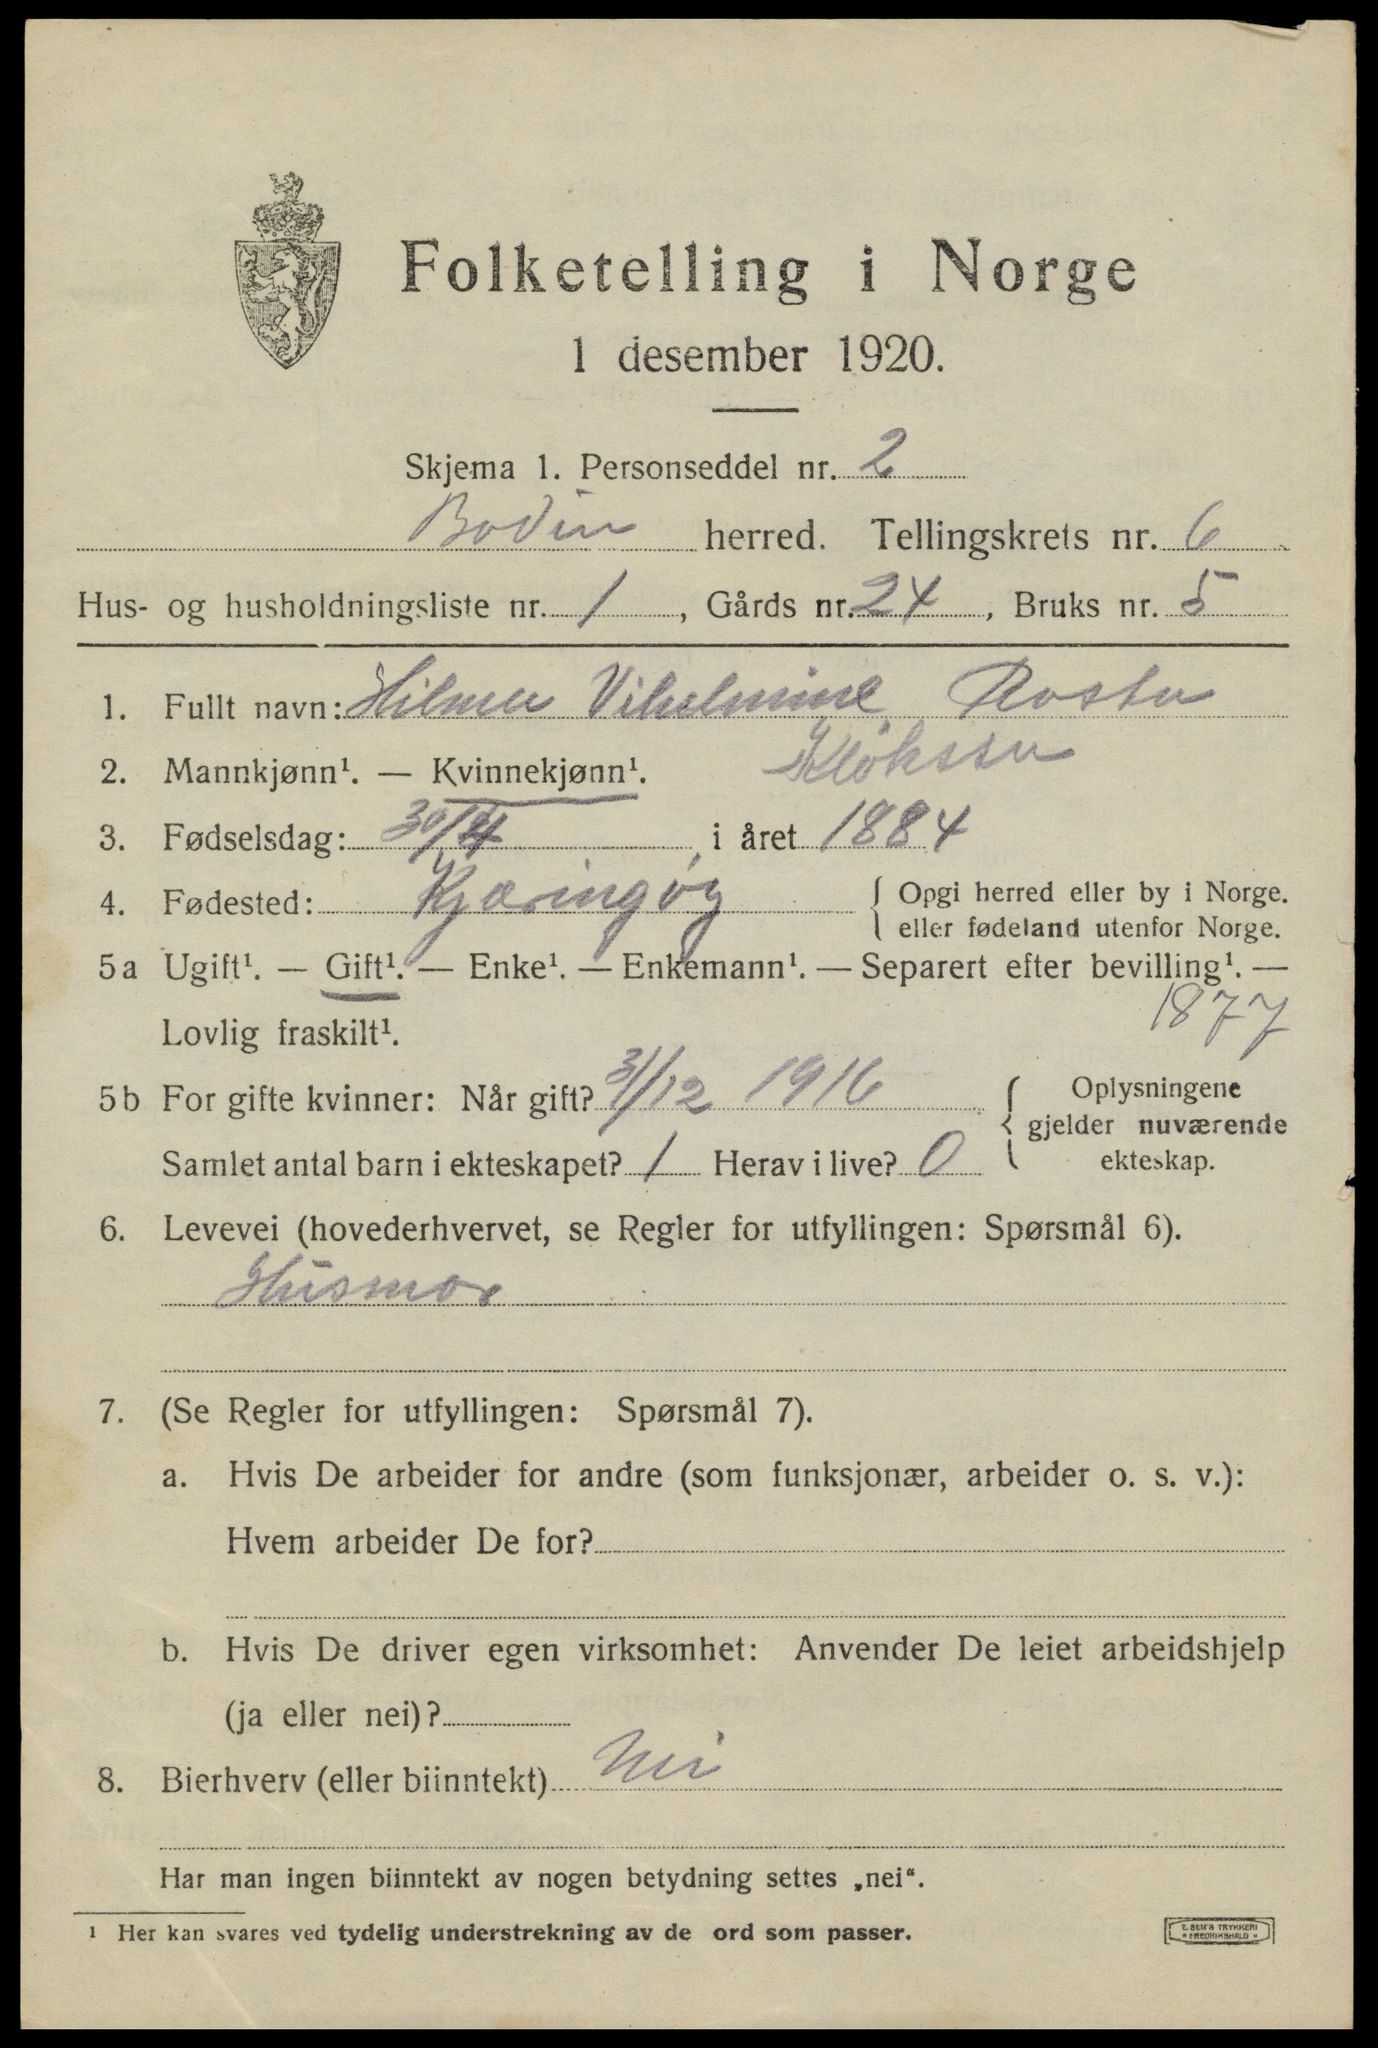 Folketelling i Norge
1 desember 1920.
Skjema 1. Personseddel nr. 2
Bodin herred. Tellingskrets nr. 6
Hus- og husholdningsliste nr. 1, Gårds nr. 24, Bruks nr. 5
1. Fullt navn: Hilma Vilhelmine
2. Mannkjønn¹. — Kvinnekjønn¹.
3. Fødselsdag: 30/4 i året 1884
4. Fødested: Kjæringøy { Opgi herred eller by i Norge.
eller fødeland utenfor Norge.
5a Ugift¹. — Gift¹. — Enke¹. — Enkemann¹. — Separert efter bevilling¹. —
Lovlig fraskilt¹. 1877
5b For gifte kvinner: Når gift? 31/12 1916 { Oplysningene
gjelder nuværende
Samlet antal barn i ekteskapet? 1 Herav i live? 0 ekteskap.
6. Levevei (hovederhvervet, se Regler for utfyllingen: Spørsmål 6).
Husmor
7. (Se Regler for utfyllingen: Spørsmål 7).
a. Hvis De arbeider for andre (som funksjonær, arbeider o. s. v.):
Hvem arbeider De for?
b. Hvis De driver egen virksomhet: Anvender De leiet arbeidshjelp
(ja eller nei)?
8. Bierhverv (eller biinntekt) Nei
Har man ingen biinntekt av nogen betydning settes „nei“.
¹ Her kan svares ved tydelig understrekning av de ord som passer.
E. SEM'S TRYKKERI
FREDRIKSHALD